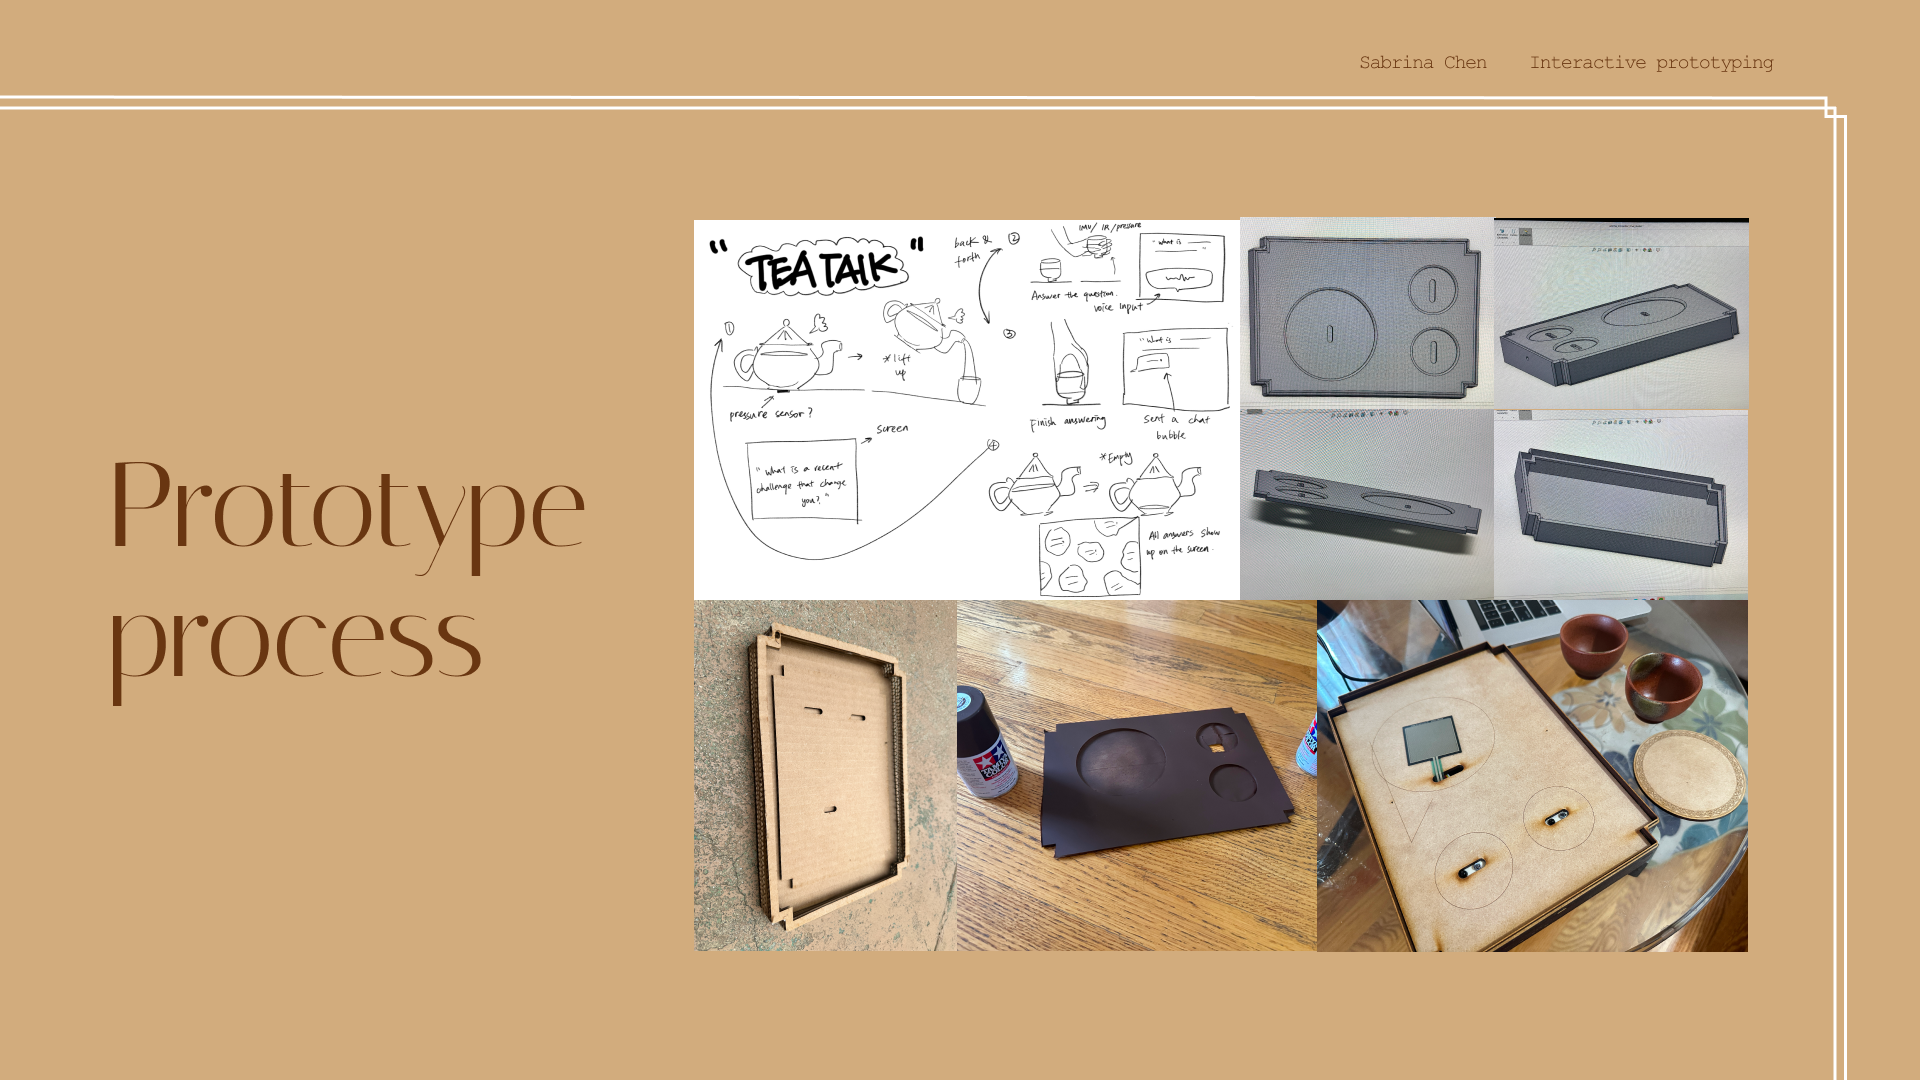 Sabrina Chen Interactive prototyping
Prototype
process
" TEA TAlK "
back &
forth
②
IMU/ IR /pressure
"What is
Answer the question.
voice input
①
*lift
up
pressure sensor?
③
"What is
Finish answering
Sent a chat
bubble
screen
"What is a recent
challenge that change
you?"
④
*Empty
All answers show
up on the screen.
TAMIYA
COLOR